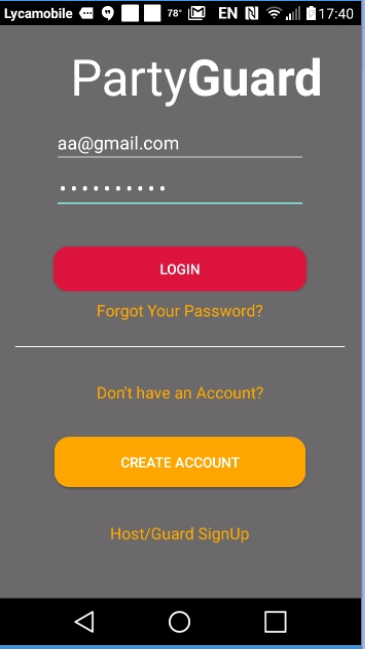 Lycamobile 78° EN 17:40
PartyGuard
aa@gmail.com
••••••••••
LOGIN
Forgot Your Password?
Don't have an Account?
CREATE ACCOUNT
Host/Guard SignUp